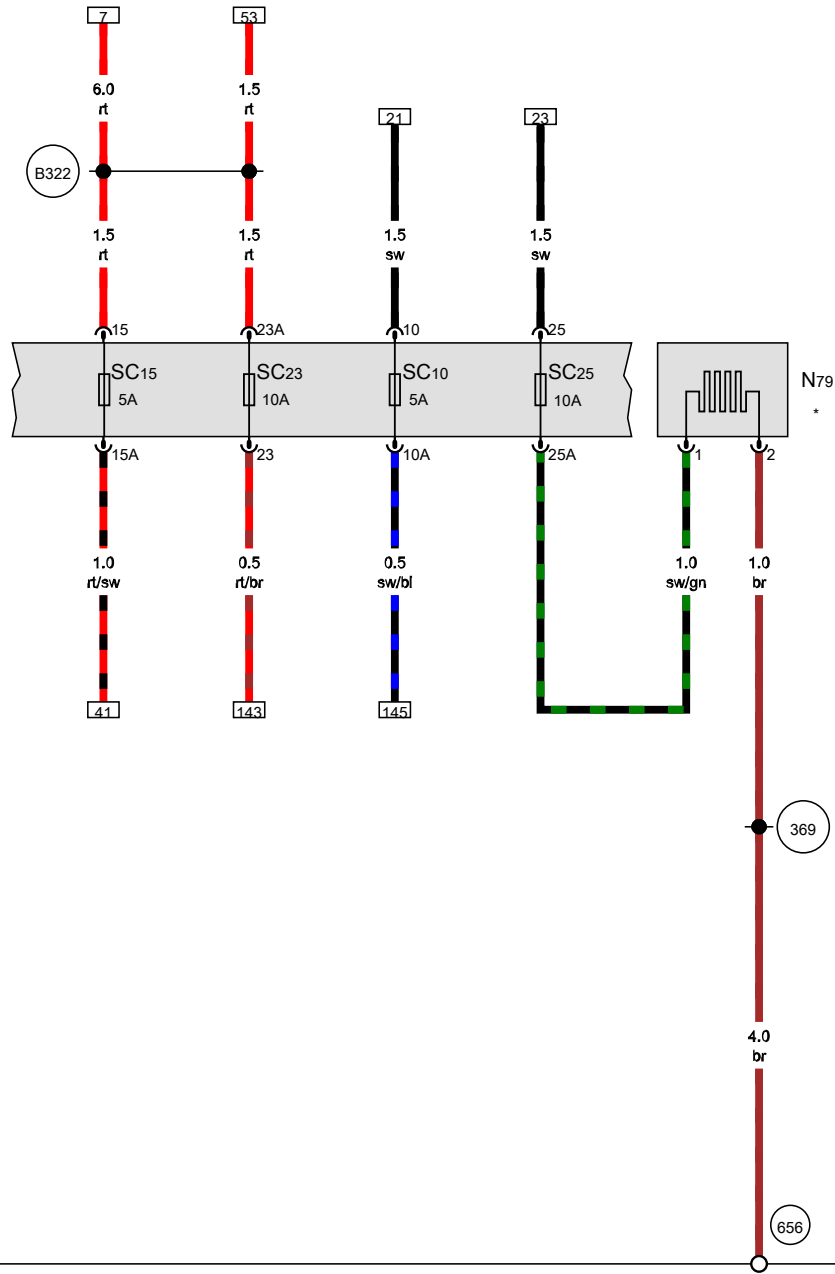 7 53
6.0 1.5
rt rt
21 23
B322
1.5 1.5 1.5 1.5
rt rt sw sw
15 23A 10 25
SC15 SC23 SC10 SC25
5A 10A 5A 10A
N79
*
15A 23 10A 25A 1 2
1.0 0.5 0.5 1.0 1.0
rt/sw rt/br sw/bl sw/gn br
41 143 145
369
4.0
br
656